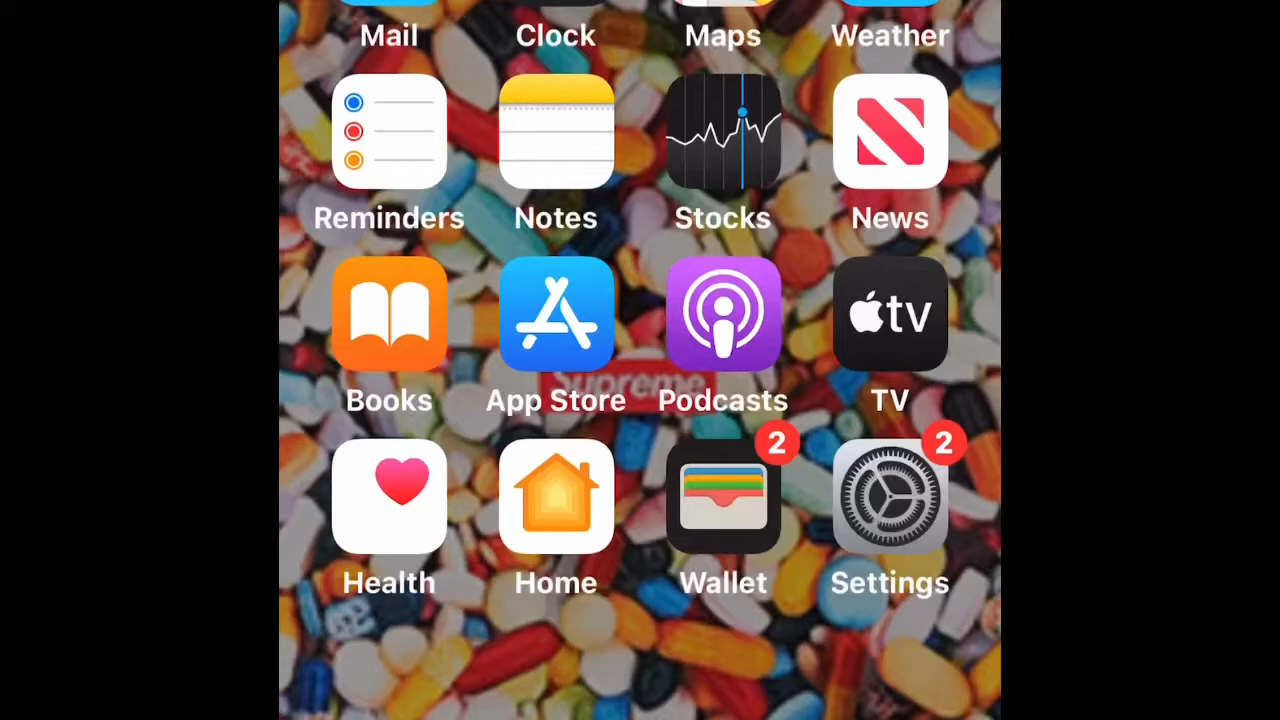 Mail Clock Maps Weather
Reminders Notes Stocks News
tv
Supreme
Books App Store Podcasts TV
2 2
Health Home Wallet Settings